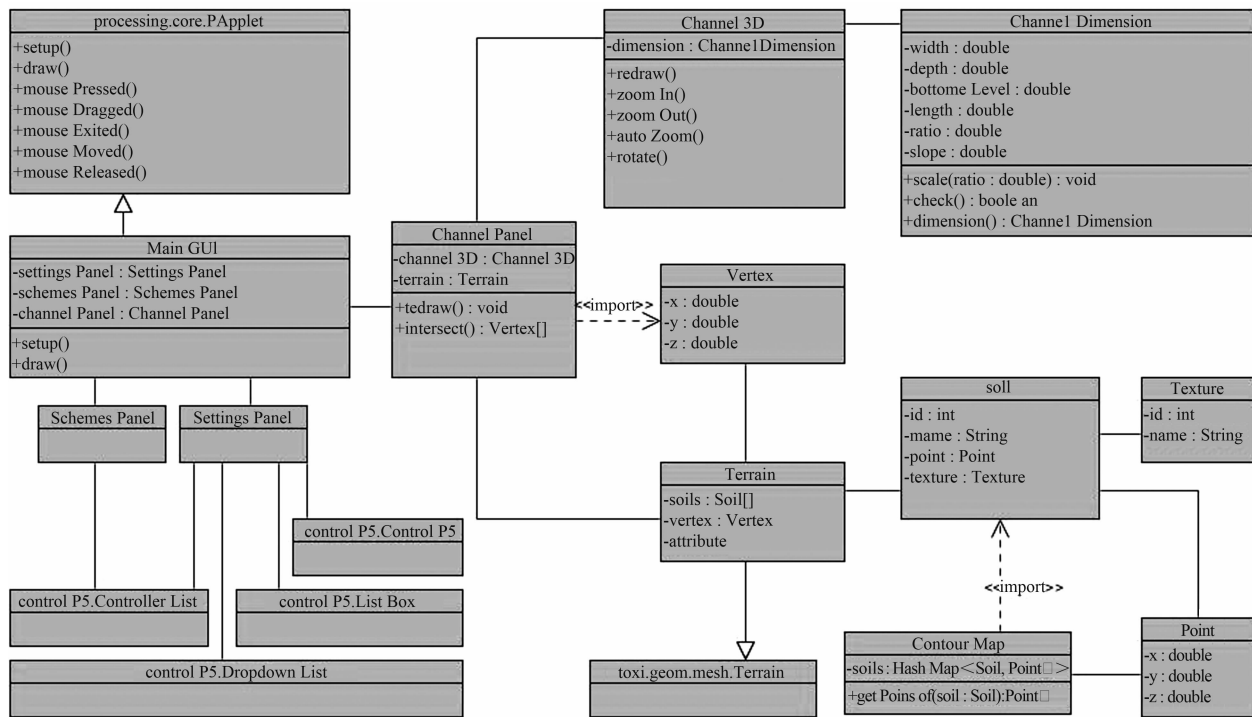 processing.core.PApplet
+setup()
+draw()
+mouse Pressed()
+mouse Dragged()
+mouse Exited()
+mouse Moved()
+mouse Released()
Channel 3D
-dimension : Channe1Dimension
+redraw()
+zoom In()
+zoom Out()
+auto Zoom()
+rotate()
Channe1 Dimension
-width : double
-depth : double
-bottome Level : double
-length : double
-ratio : double
-slope : double
+scale(ratio : double) : void
+check() : boole an
+dimension() : Channe1 Dimension
Main GUl
-settings Panel : Settings Panel
-schemes Panel : Schemes Panel
-channel Panel : Channel Panel
+setup()
+draw()
Channel Panel
-channel 3D : Channel 3D
-terrain : Terrain
+tedraw() : void
+intersect() : Vertex[]
<<import>>
Vertex
-x : double
-y : double
-z : double
Schemes Panel
Settings Panel
control P5.Control P5
control P5.Controller List
control P5.List Box
control P5.Dropdown List
Terrain
-soils : Soil[]
-vertex : Vertex
-attribute
toxi.geom.mesh.Terrain
soll
-id : int
-mame : String
-point : Point
-texture : Texture
Texture
-id : int
-name : String
<<import>>
Contour Map
-soils : Hash Map<Soil, Point□>
+get Poins of(soil : Soil):Point□
Point
-x : double
-y : double
-z : double